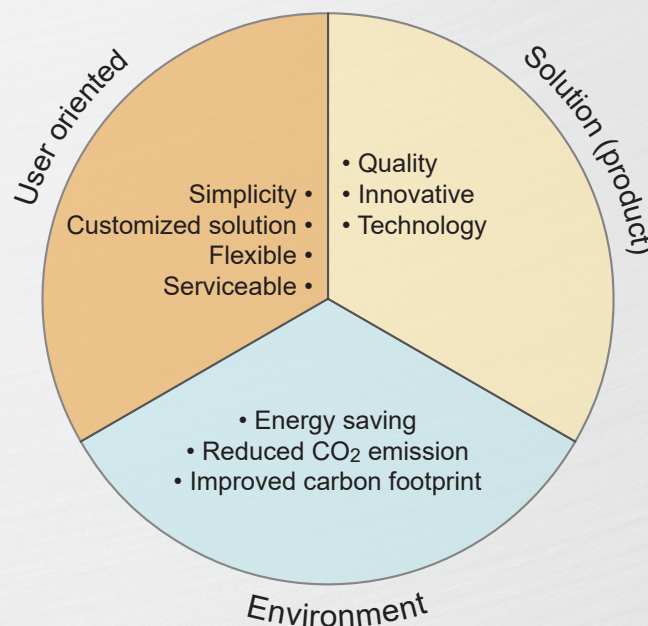 User oriented
Simplicity •
Customized solution •
Flexible •
Serviceable •
Solution (product)
• Quality
• Innovative
• Technology
• Energy saving
• Reduced CO₂ emission
• Improved carbon footprint
Environment